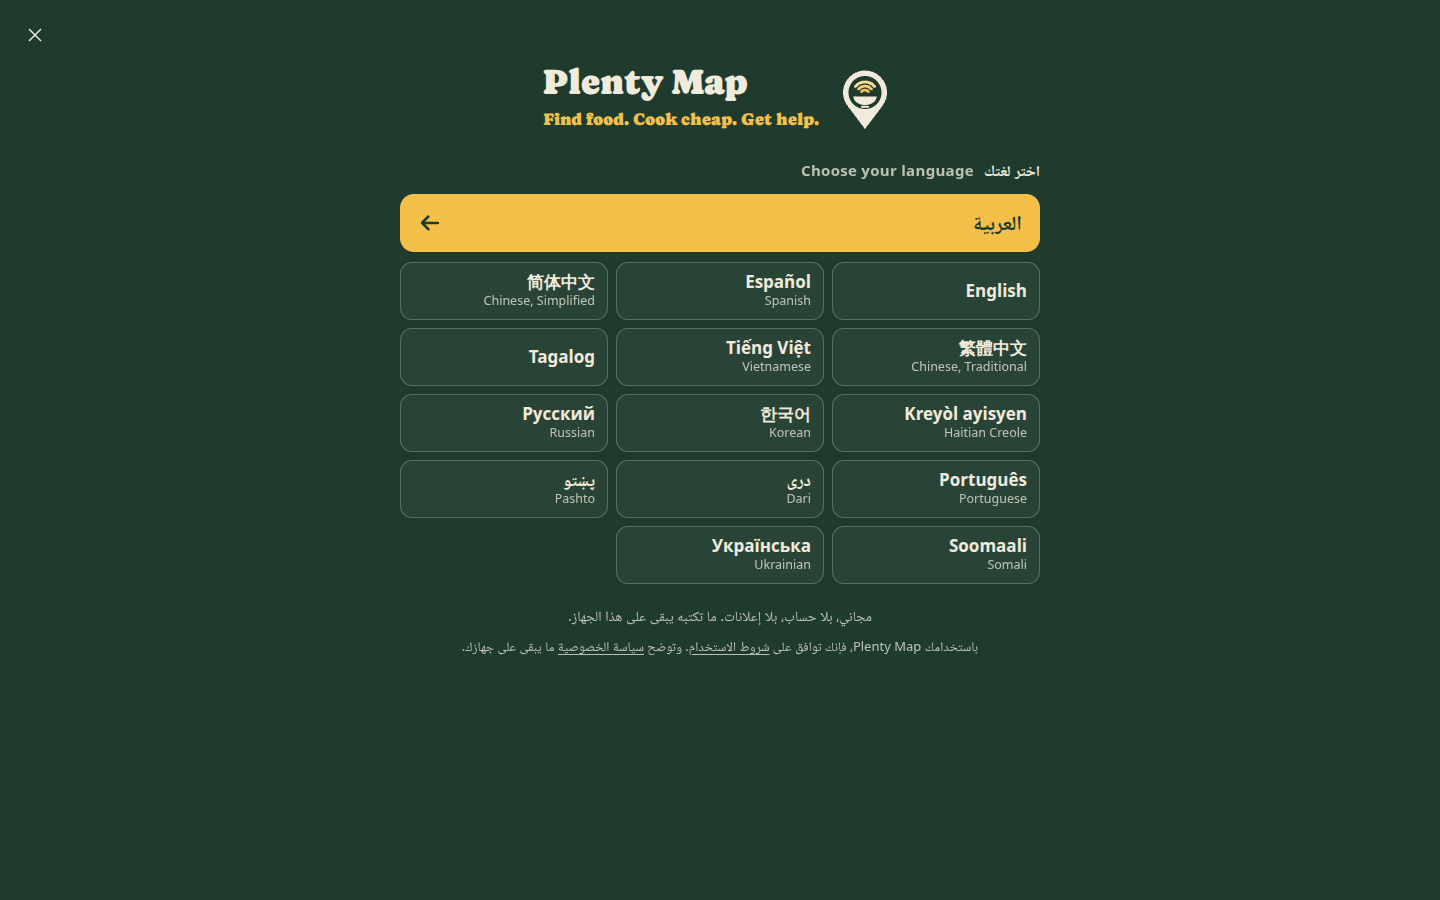 Plenty Map
Find food. Cook cheap. Get help.
اختر لغتك Choose your language
العربية
English
Español
Spanish
简体中文
Chinese, Simplified
繁體中文
Chinese, Traditional
Tiếng Việt
Vietnamese
Tagalog
Kreyòl ayisyen
Haitian Creole
한국어
Korean
Русский
Russian
Português
Portuguese
دری
Dari
پښتو
Pashto
Soomaali
Somali
Українська
Ukrainian
مجاني، بلا حساب، بلا إعلانات. ما تكتبه يبقى على هذا الجهاز.
باستخدامك Plenty Map، فإنك توافق على شروط الاستخدام. وتوضح سياسة الخصوصية ما يبقى على جهازك.